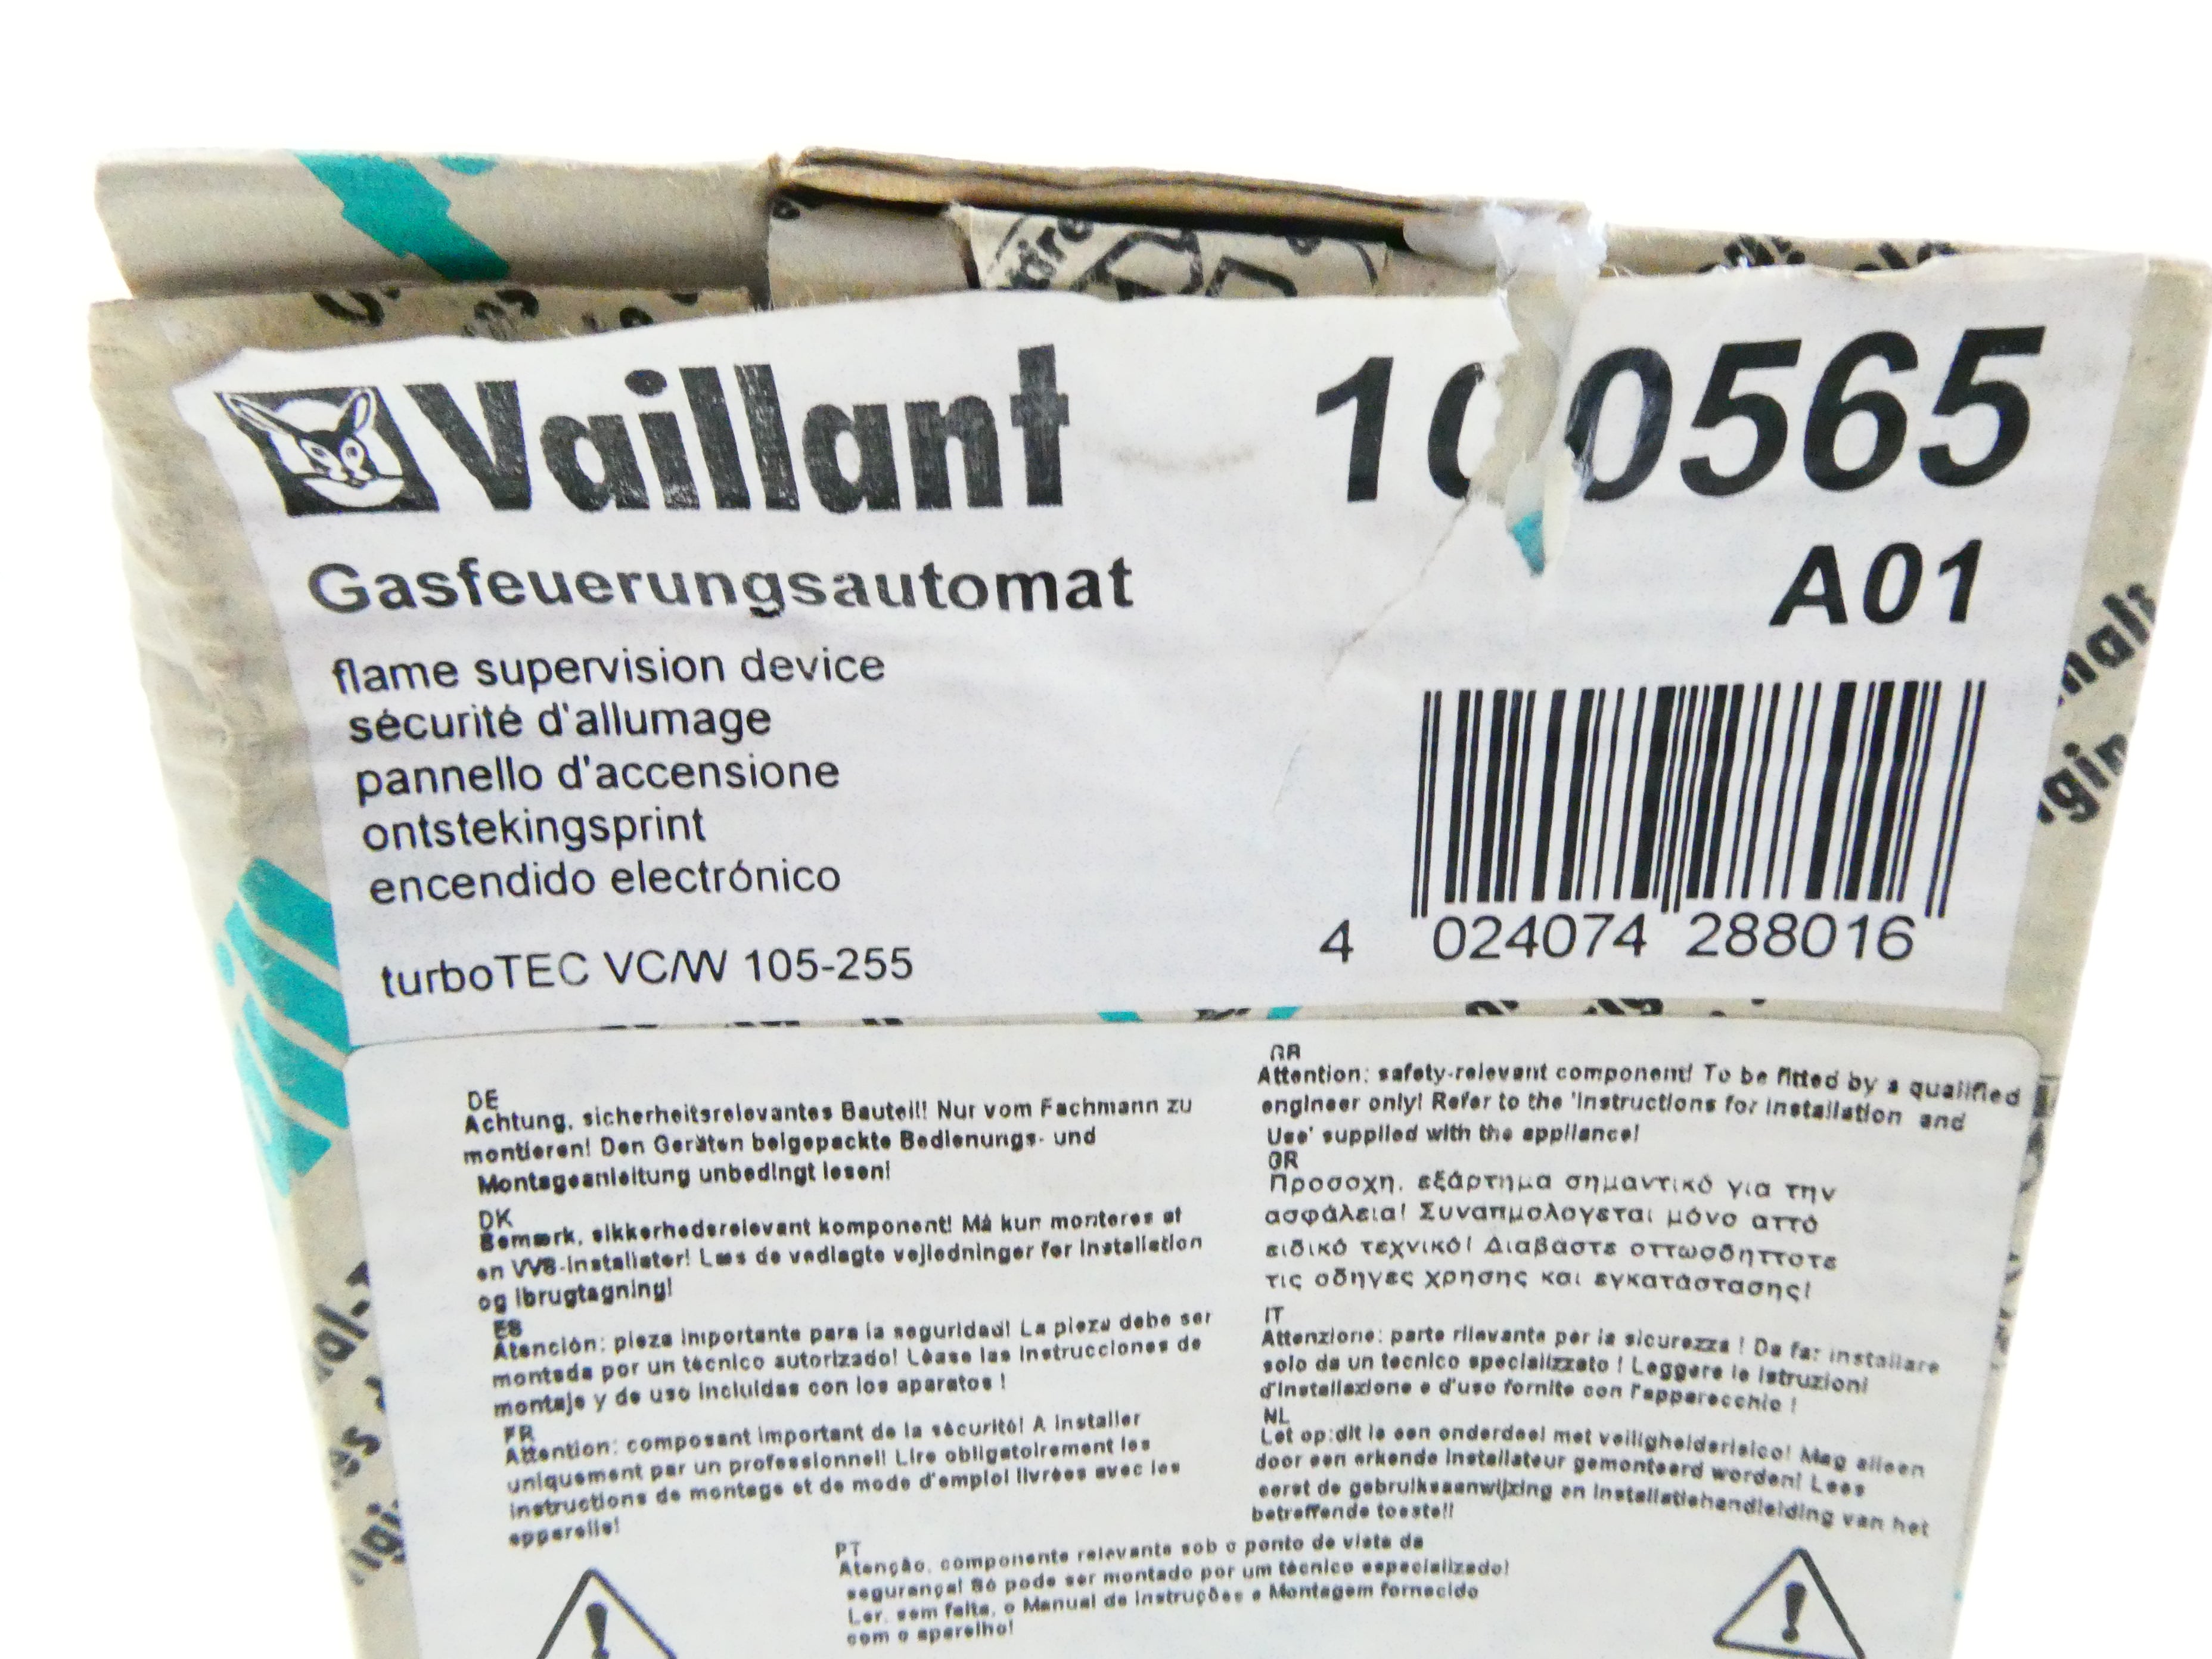 Vaillant 100565
Gasfeuerungsautomat A01
flame supervision device
sécurité d'allumage
pannello d'accensione
ontstekingsprint
encendido electrónico
turboTEC VC/W 105-255
4 024074 288016
DE
Achtung, sicherheitsrelevantes Bauteil! Nur vom Fachmann zu
montieren! Den Geräten beigepackte Bedienungs- und
Montageanleitung unbedingt lesen!
DK
Bemærk, sikkerhedsrelevant komponent! Må kun monteres af
en VVS-installatør! Læs de vedlagte vejledninger for installation
og ibrugtagning!
ES
Atención: pieza importante para la seguridad! La pieza debe ser
montada por un técnico autorizado! Léase las instrucciones de
montaje y de uso incluidas con los aparatos !
FR
Attention: composant important de la sécurité! A installer
uniquement par un professionnel! Lire obligatoirement les
instructions de montage et de mode d'emploi livrées avec les
appareils!
GB
Attention: safety-relevant component! To be fitted by a qualified
engineer only! Refer to the 'Instructions for installation and
Use' supplied with the appliance!
GR
Προσοχη, εξάρτημα σημαντικό για την
ασφάλεια! Συναπμολογεται μόνο αττό
ειδικό τεχνικό! Διαβάστε οττωσδηττοτε
τις οδηγες χρησης και εγκατάστασης!
IT
Attenzione: parte rilevante per la sicurezza ! Da far installare
solo da un tecnico specializzato ! Leggere le istruzioni
d'installazione e d'uso fornite con l'apparecchio !
NL
Let op:dit is een onderdeel met veiligheidsrisico! Mag alleen
door een erkende installateur gemonteerd worden! Lees
eerst de gebruiksaanwijzing en installatiehandleiding van het
betreffende toestel!
PT
Atenção, componente relevante sob o ponto de vista da
segurança! Só pode ser montado por um técnico especializado!
Ler, sem falta, o Manual de Instruções e Montagem fornecido
com o aparelho!